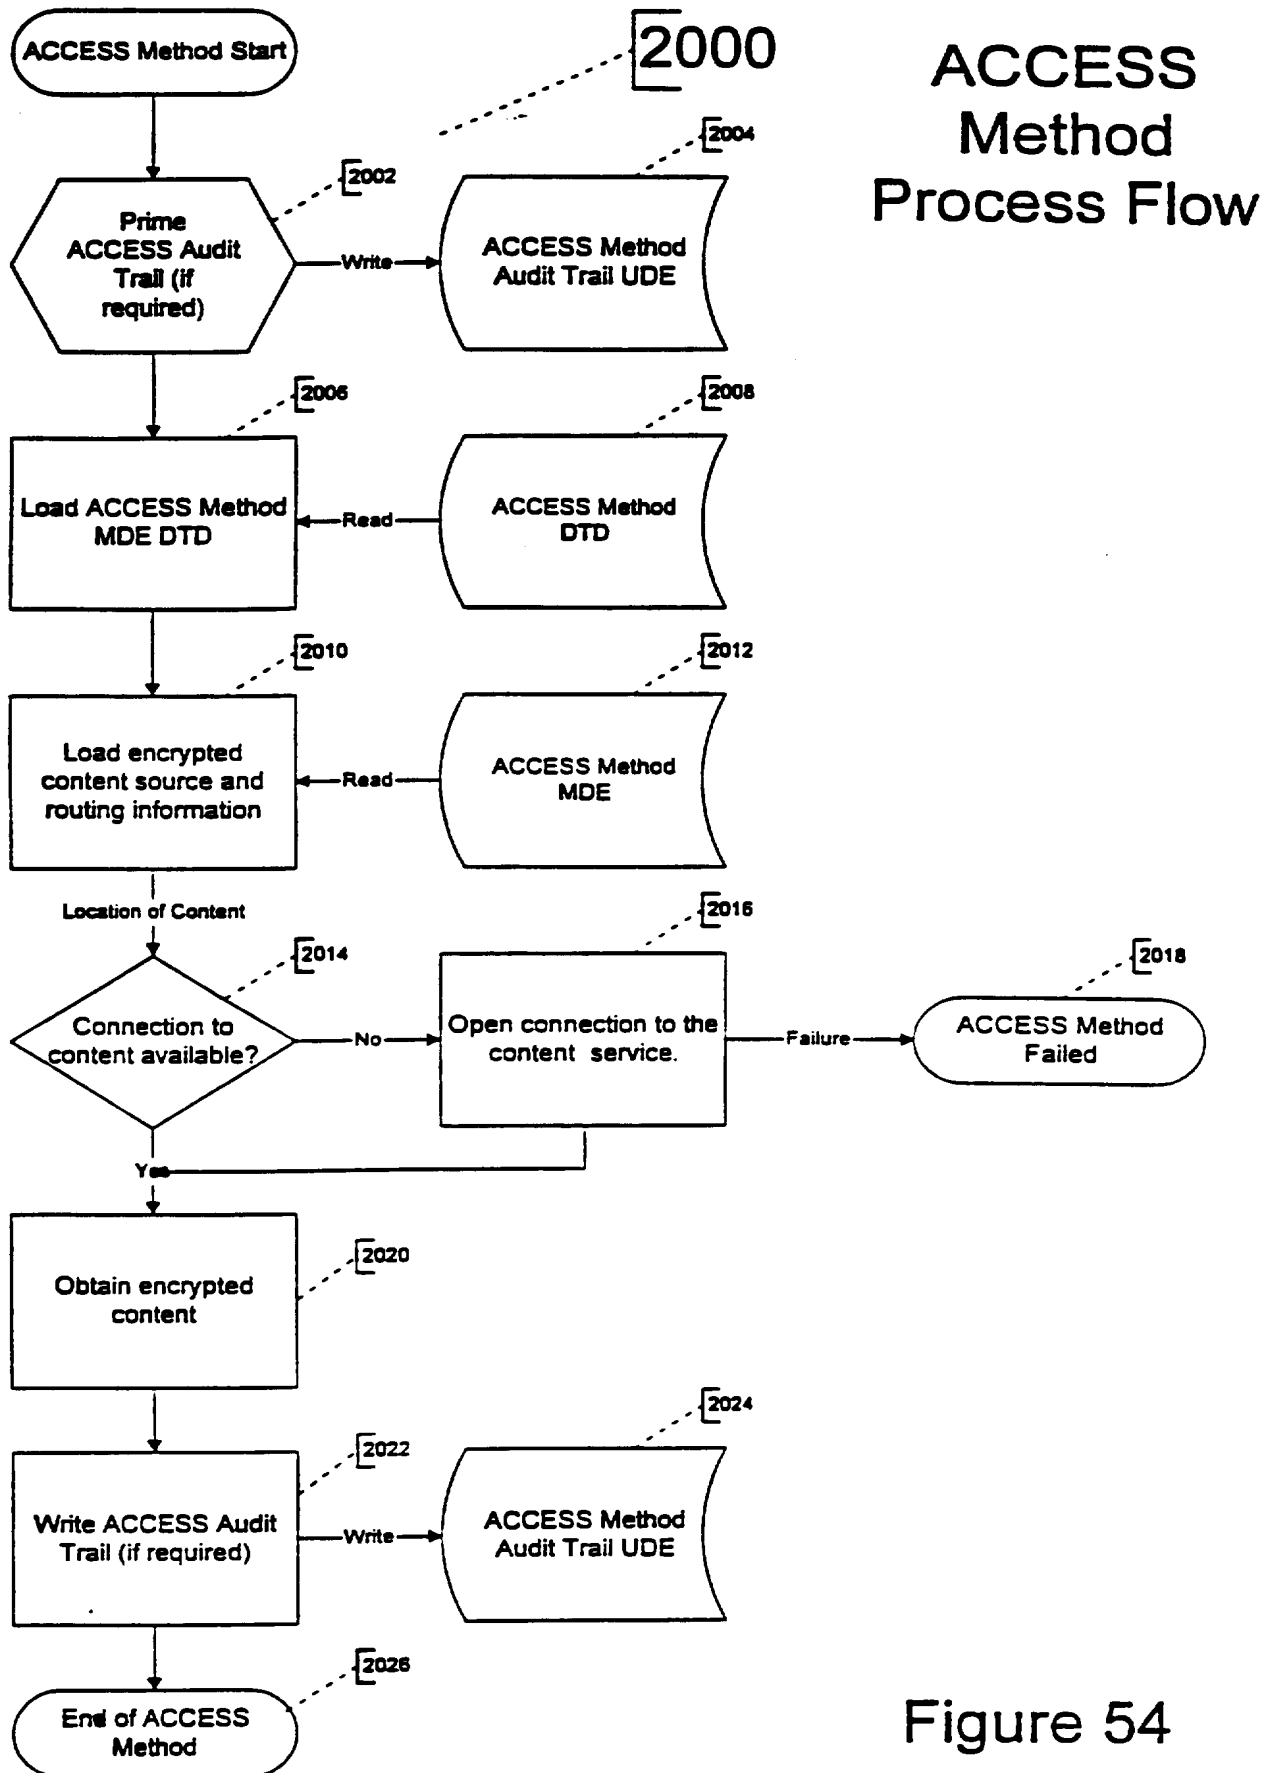 ACCESS Method Start
2000
ACCESS
Method
Process Flow
2002
2004
Prime
ACCESS Audit
Trail (if
required)
Write
ACCESS Method
Audit Trail UDE
2006
2008
Load ACCESS Method
MDE DTD
Read
ACCESS Method
DTD
2010
2012
Load encrypted
content source and
routing information
Read
ACCESS Method
MDE
Location of Content
2014
2016
2018
Connection to
content available?
No
Open connection to the
content service.
Failure
ACCESS Method
Failed
Yes
2020
Obtain encrypted
content
2022
2024
Write ACCESS Audit
Trail (if required)
Write
ACCESS Method
Audit Trail UDE
2026
End of ACCESS
Method
Figure 54